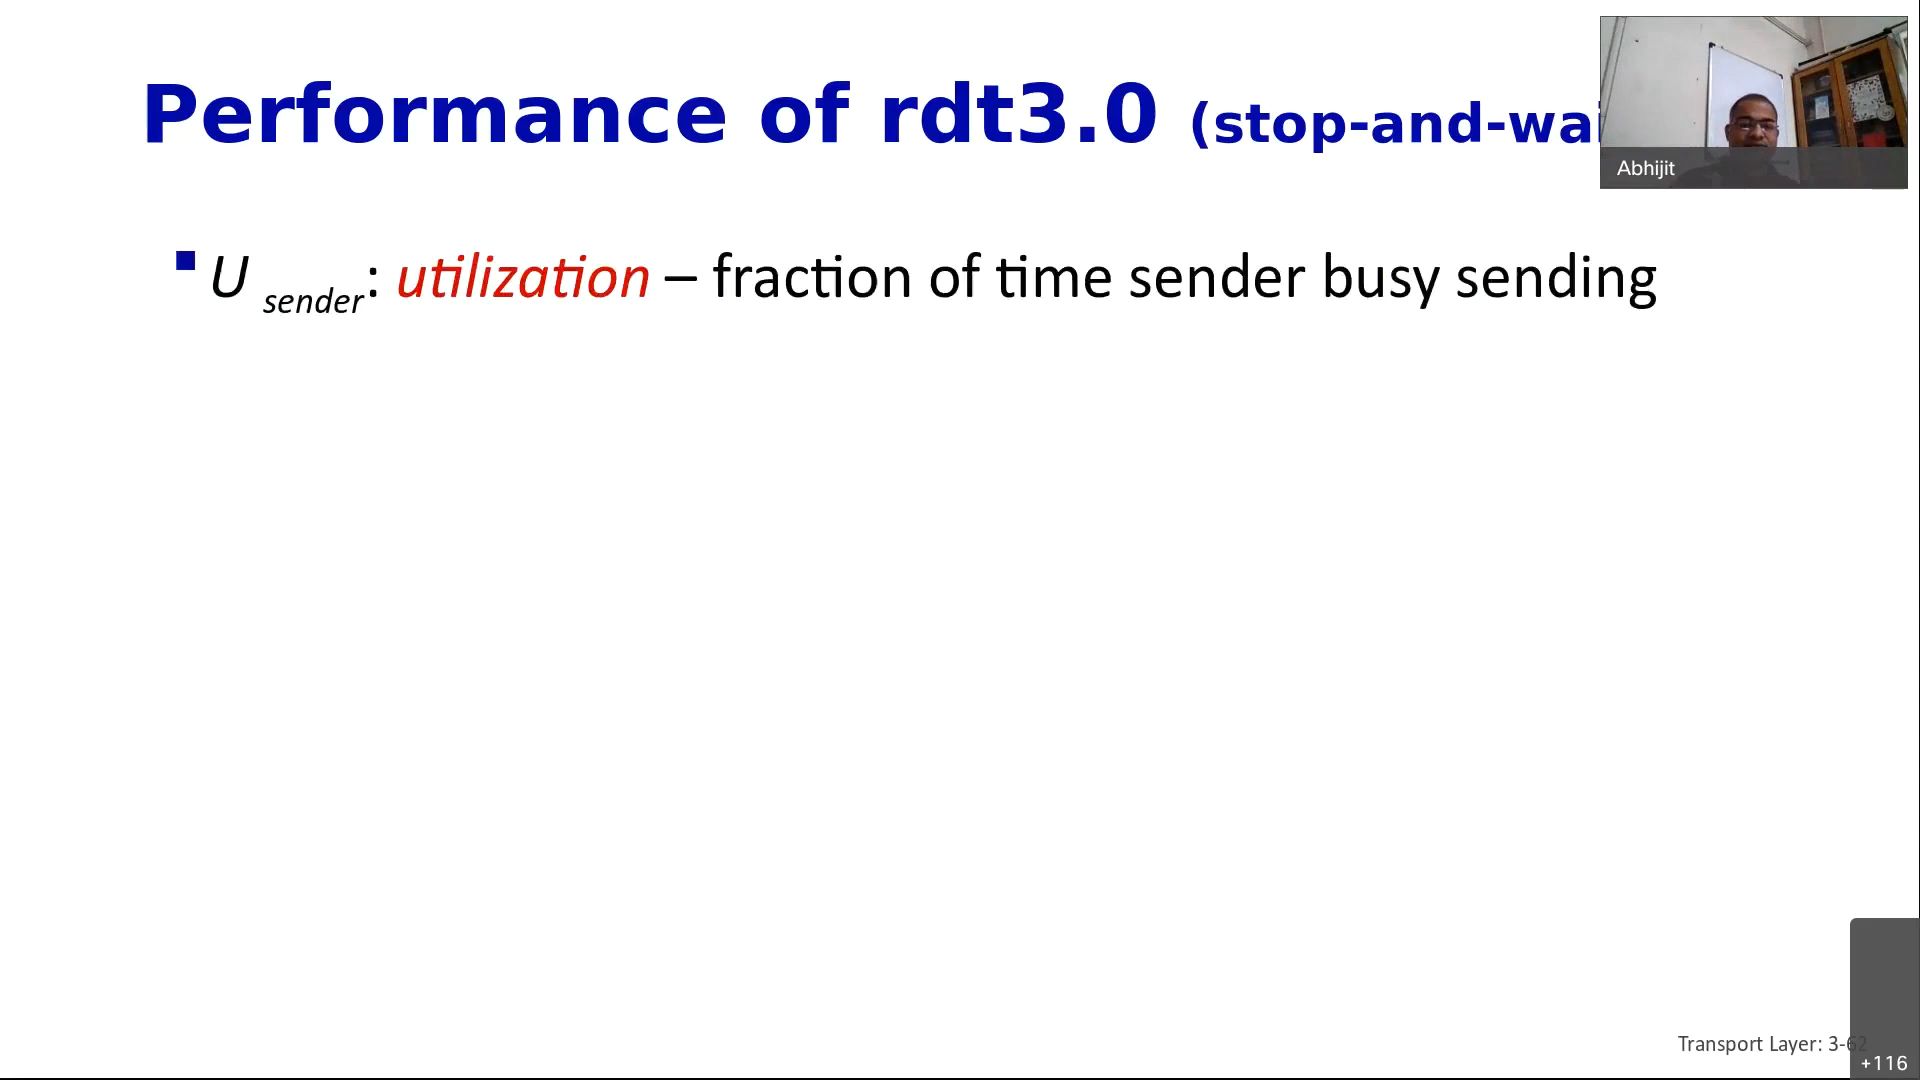 Performance of rdt3.0 (stop-and-wai
Abhijit
U sender: utilization – fraction of time sender busy sending
Transport Layer: 3-62
+116